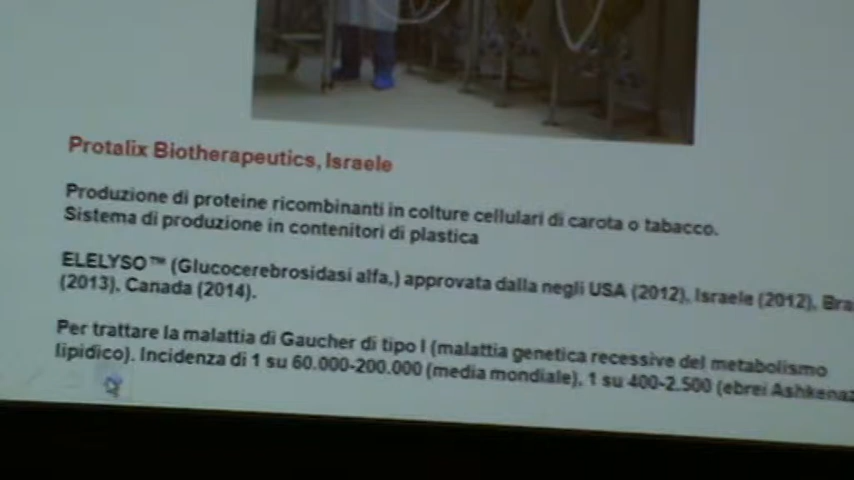 Protalix Biotherapeutics, Israele
Produzione di proteine ricombinanti in colture cellulari di carota o tabacco.
Sistema di produzione in contenitori di plastica
ELELYSO™ (Glucocerebrosidasi alfa,) approvata dalla negli USA (2012), Israele (2012), Bra
(2013), Canada (2014).
Per trattare la malattia di Gaucher di tipo I (malattia genetica recessive del metabolismo
lipidico). Incidenza di 1 su 60.000-200.000 (media mondiale), 1 su 400-2.500 (ebrei Ashkenaz